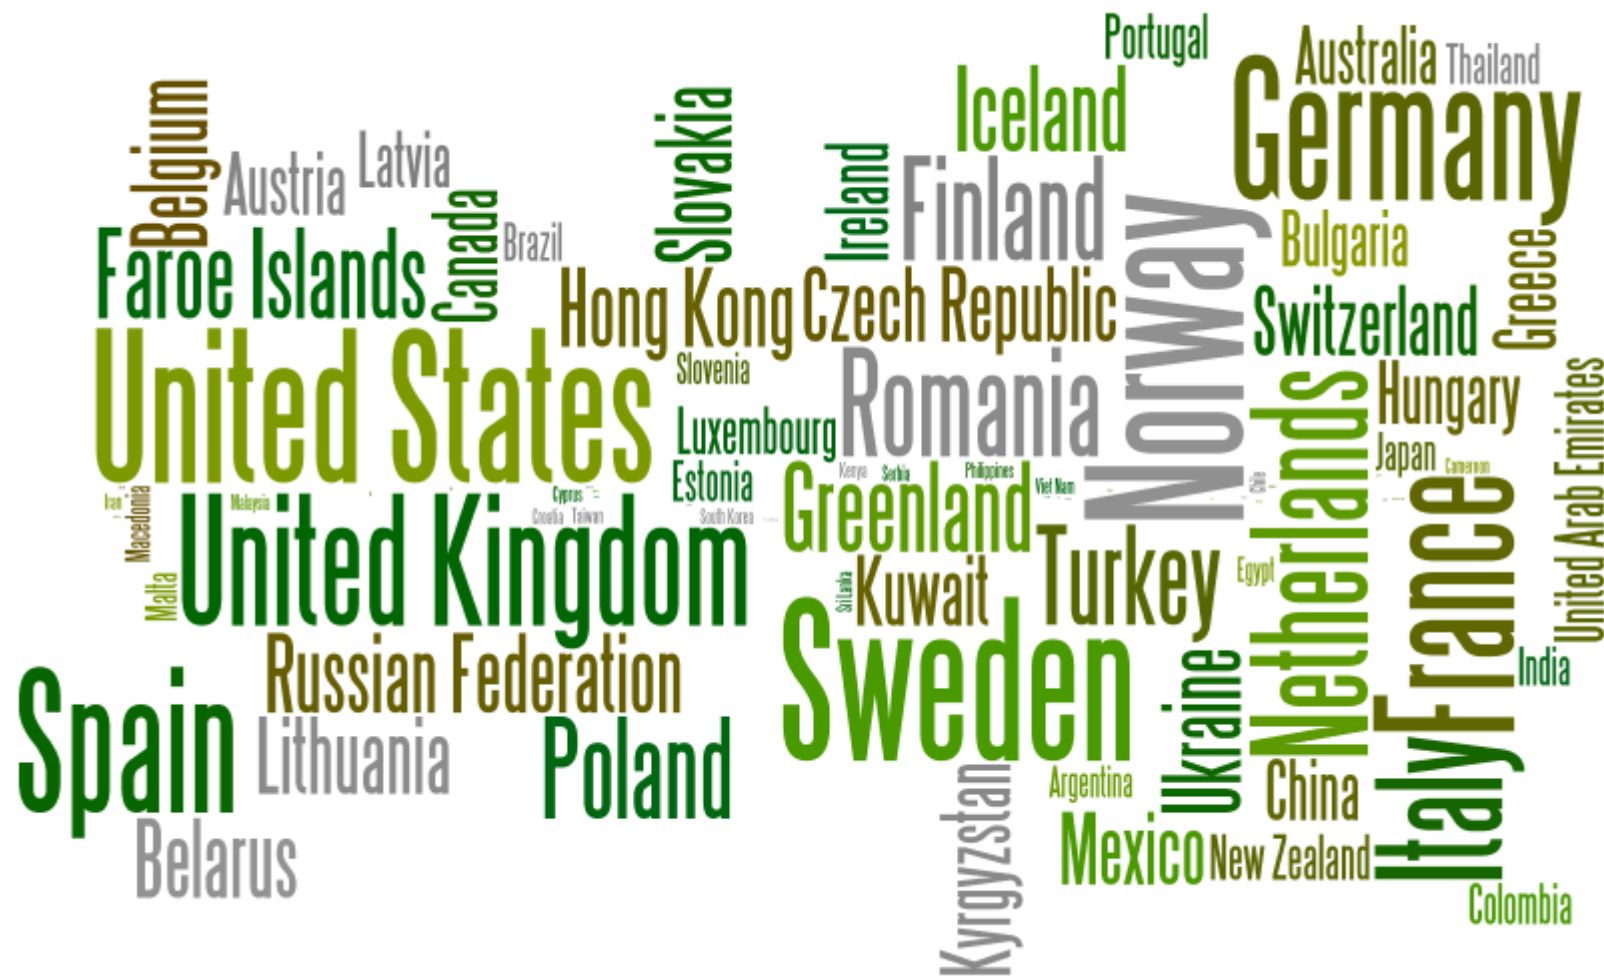 Portugal
Australia
Thailand
Germany
Iceland
Belgium
Slovakia
Latvia
Austria
Ireland
Finland
Canada
Brazil
Norway
Bulgaria
Greece
Faroe Islands
Hong Kong
Czech Republic
Switzerland
United States
Slovenia
Romania
Netherlands
Hungary
United Arab Emirates
Luxembourg
Japan
Estonia
Kenya
Serbia
Philippines
Viet Nam
Chile
Cameroon
Greenland
France
Iran
Macedonia
Malaysia
Cyprus
Croatia
Taiwan
South Korea
United Kingdom
Turkey
Malta
Sri Lanka
Kuwait
Egypt
Sweden
Russian Federation
Ukraine
India
Spain
Lithuania
Poland
Italy
Argentina
China
Kyrgyzstan
Belarus
Mexico
New Zealand
Colombia